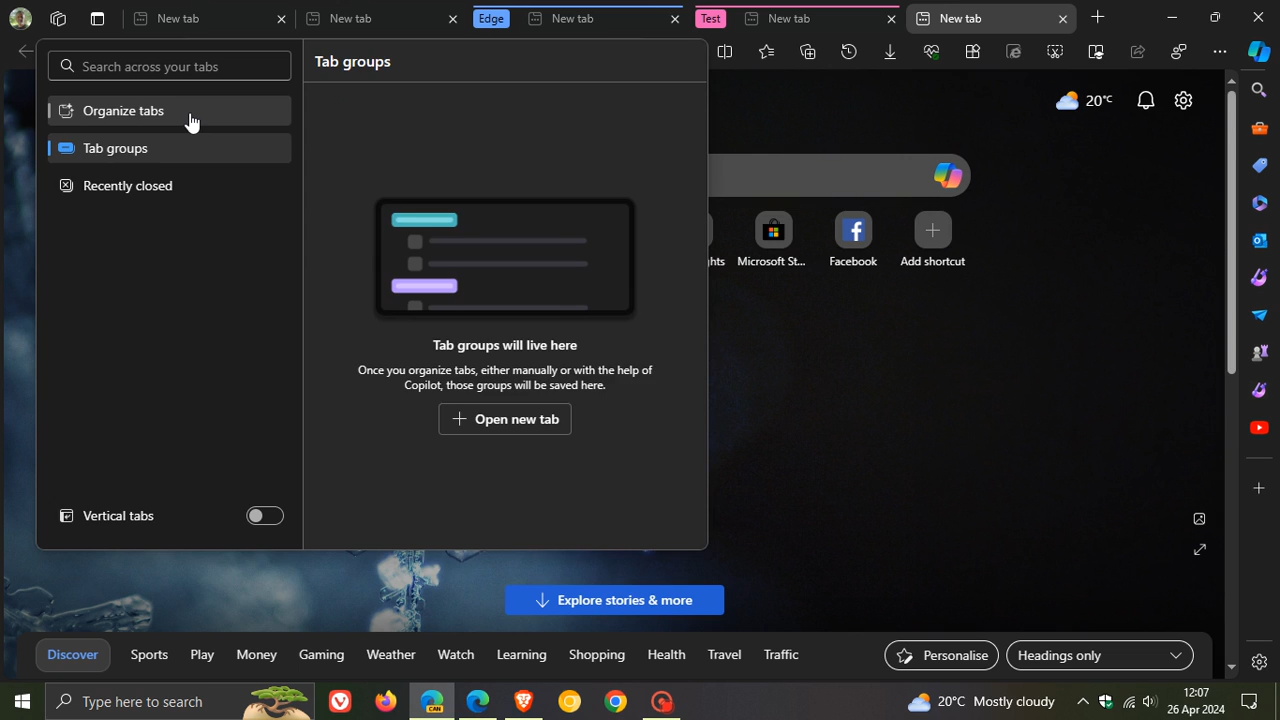 New tab
New tab
Edge
New tab
Test
New tab
New tab
Search across your tabs
Organize tabs
Tab groups
Recently closed
Vertical tabs
Tab groups
Tab groups will live here
Once you organize tabs, either manually or with the help of
Copilot, those groups will be saved here.
Open new tab
20°C
ghts
Microsoft St...
Facebook
Add shortcut
Explore stories & more
Discover
Sports
Play
Money
Gaming
Weather
Watch
Learning
Shopping
Health
Travel
Traffic
Personalise
Headings only
Type here to search
CAN
20°C Mostly cloudy
12:07
26 Apr 2024